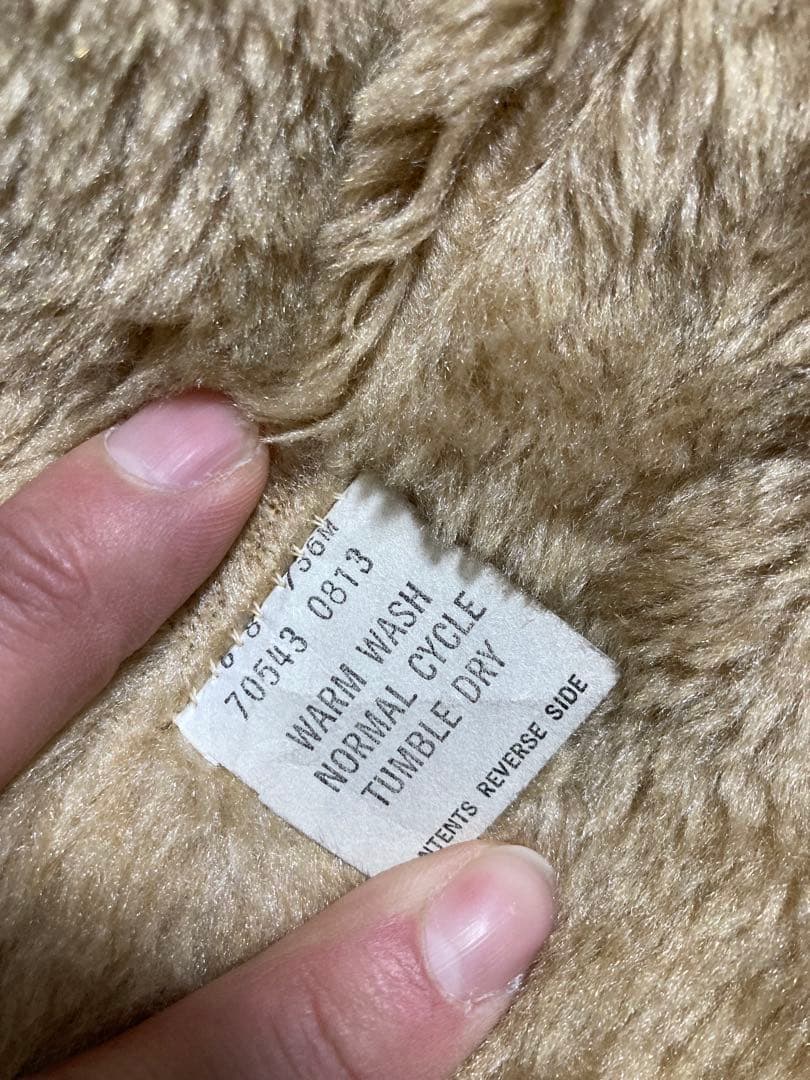 70543 0813
WARM WASH
NORMAL CYCLE
TUMBLE DRY
REVERSE SIDE